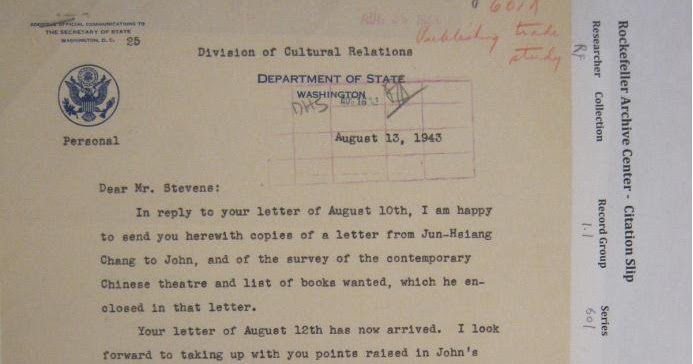 ADDRESS OFFICIAL COMMUNICATIONS TO
THE SECRETARY OF STATE
WASHINGTON, D. C. 25
601R
Publishing trade
study
Division of Cultural Relations
DEPARTMENT OF STATE
WASHINGTON
DHS
Personal
August 13, 1943
Dear Mr. Stevens:
In reply to your letter of August 10th, I am happy
to send you herewith copies of a letter from Jun-Hsiang
Chang to John, and of the survey of the contemporary
Chinese theatre and list of books wanted, which he en-
closed in that letter.
Your letter of August 12th has now arrived. I look
forward to taking up with you points raised in John's
Rockefeller Archive Center - Citation Slip
Researcher Collection Record Group Series
RF 1.1 601